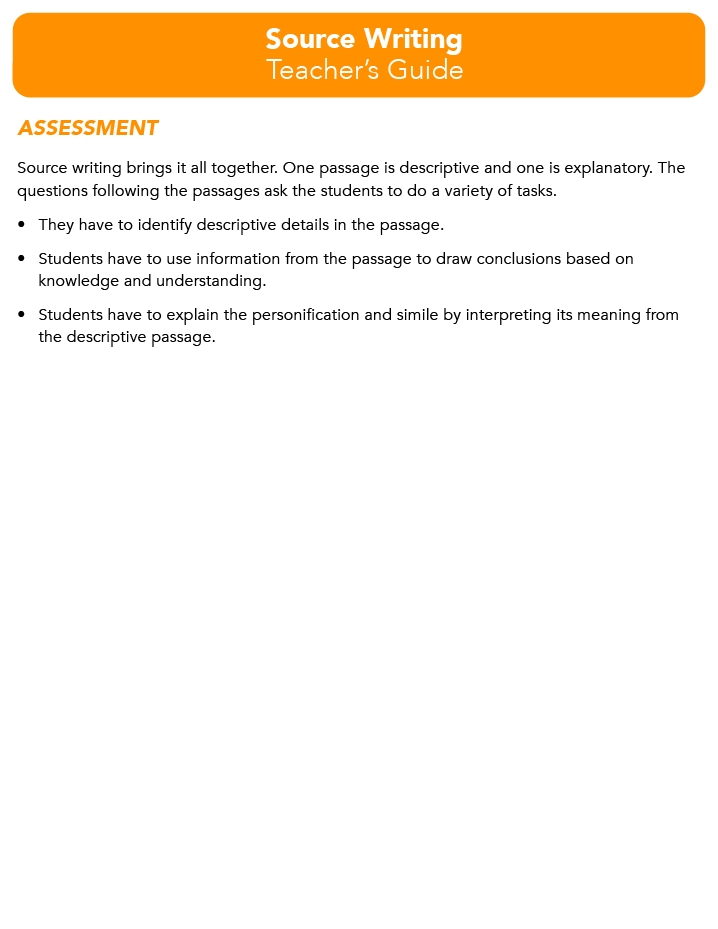 Source Writing
Teacher’s Guide
ASSESSMENT
Source writing brings it all together. One passage is descriptive and one is explanatory. The
questions following the passages ask the students to do a variety of tasks.
• They have to identify descriptive details in the passage.
• Students have to use information from the passage to draw conclusions based on
knowledge and understanding.
• Students have to explain the personification and simile by interpreting its meaning from
the descriptive passage.